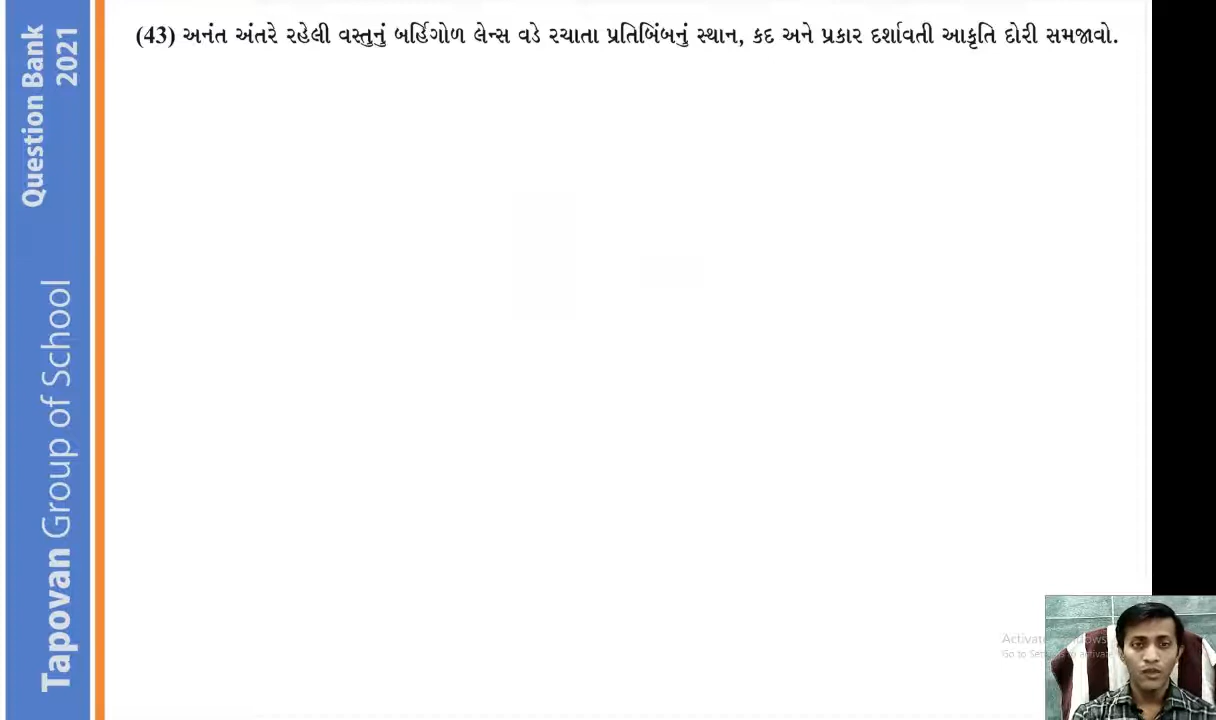 Question Bank
2021
Tapovan Group of School
(43) અનંત અંતરે રહેલી વસ્તુનું બર્હિગોળ લેન્સ વડે રચાતા પ્રતિબિંબનું સ્થાન, કદ અને પ્રકાર દર્શાવતી આકૃતિ દોરી સમજાવો.